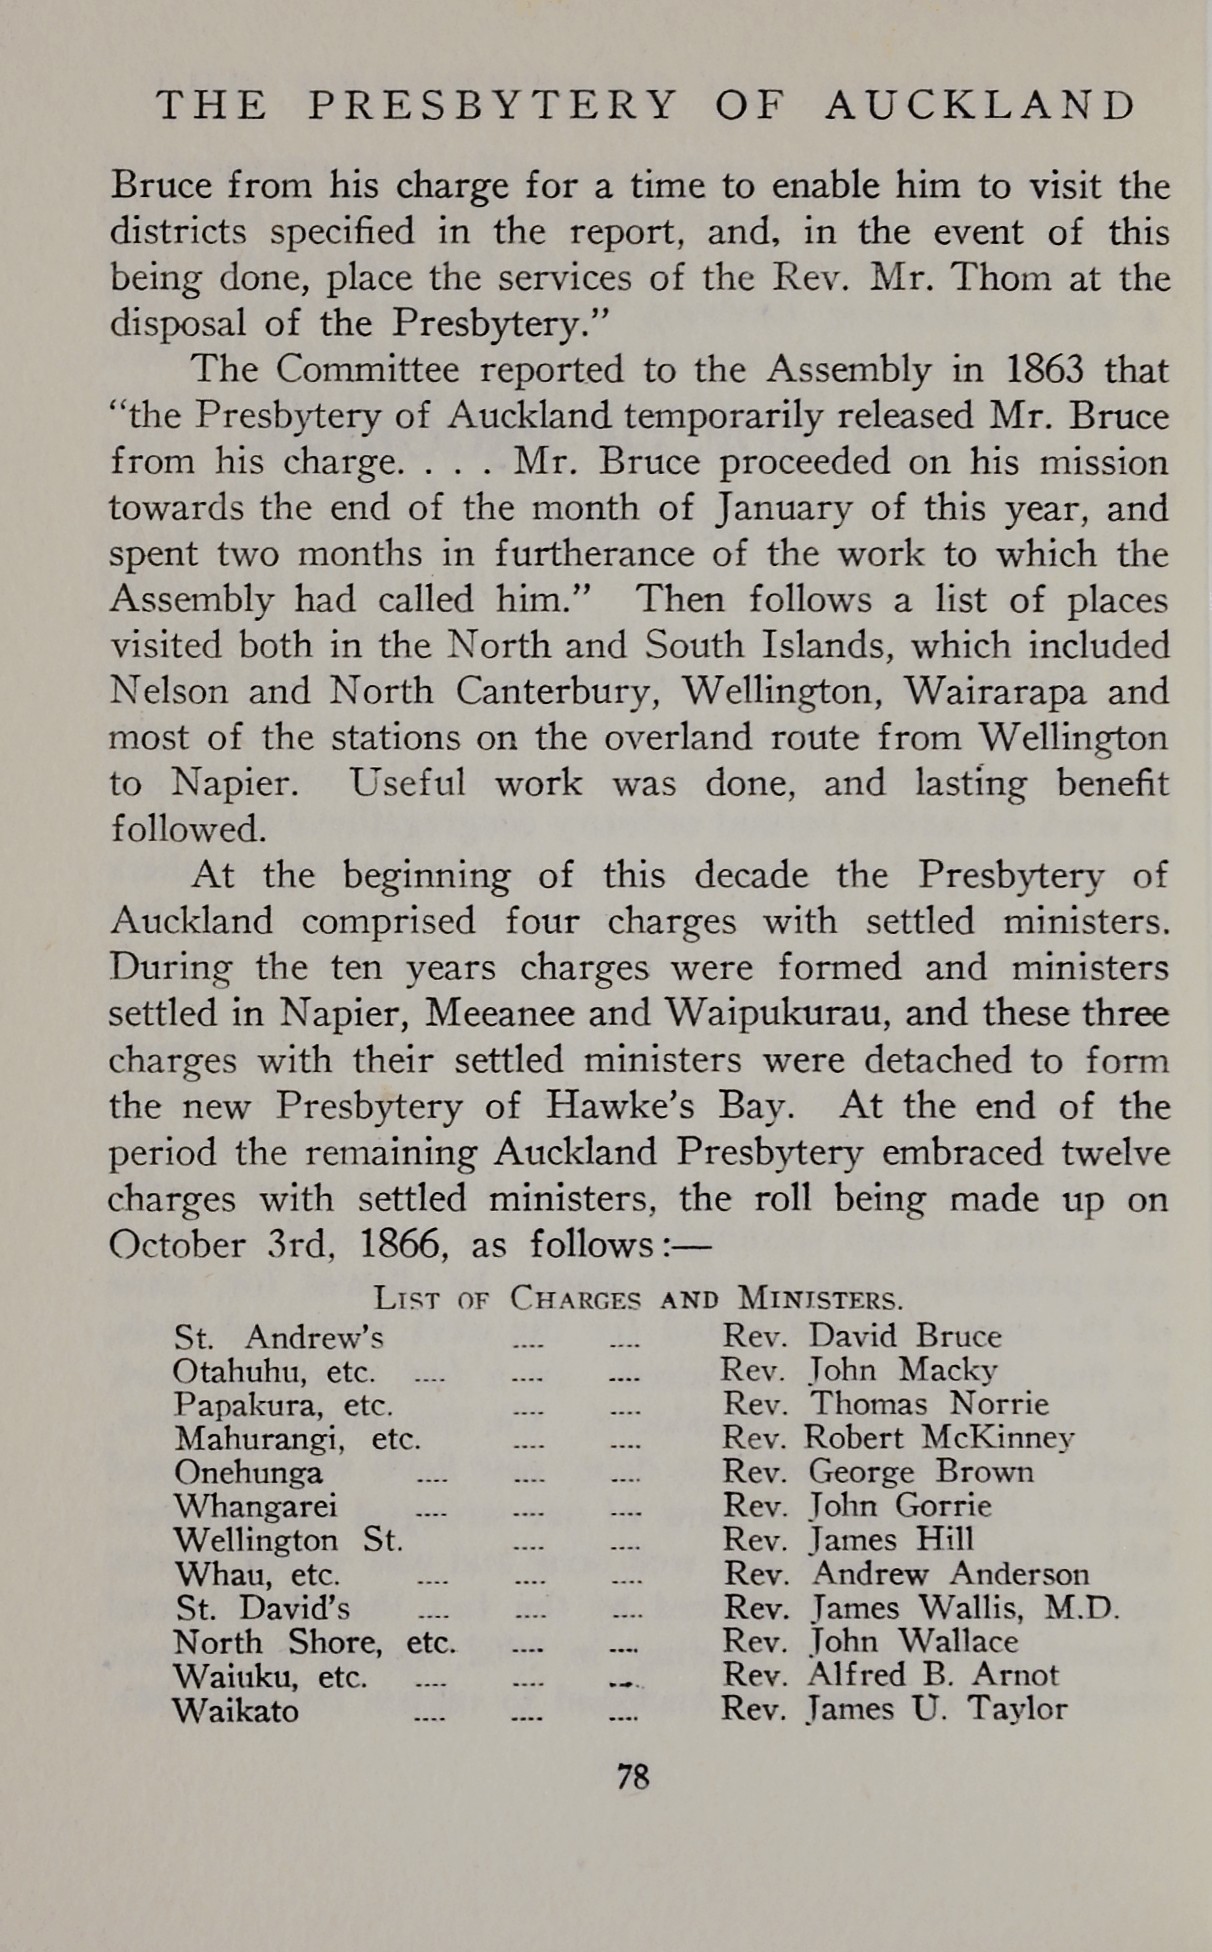 THE PRESBYTERY OF AUCKLAND
Bruce from his charge for a time to enable him to visit the
districts specified in the report, and, in the event of this
being done, place the services of the Rev. Mr. Thom at the
disposal of the Presbytery.”
The Committee reported to the Assembly in 1863 that
“the Presbytery of Auckland temporarily released Mr. Bruce
from his charge. . . . Mr. Bruce proceeded on his mission
towards the end of the month of January of this year, and
spent two months in furtherance of the work to which the
Assembly had called him.” Then follows a list of places
visited both in the North and South Islands, which included
Nelson and North Canterbury, Wellington, Wairarapa and
most of the stations on the overland route from Wellington
to Napier. Useful work was done, and lasting benefit
followed.
At the beginning of this decade the Presbytery of
Auckland comprised four charges with settled ministers.
During the ten years charges were formed and ministers
settled in Napier, Meeanee and Waipukurau, and these three
charges with their settled ministers were detached to form
the new Presbytery of Hawke’s Bay. At the end of the
period the remaining Auckland Presbytery embraced twelve
charges with settled ministers, the roll being made up on
October 3rd, 1866, as follows:—
List of Charges and Ministers.
St. Andrew’s .... .... Rev. David Bruce
Otahuhu, etc. .... .... .... Rev. John Macky
Papakura, etc. .... .... Rev. Thomas Norrie
Mahurangi, etc. .... .... Rev. Robert McKinney
Onehunga .... .... .... Rev. George Brown
Whangarei .... .... .... Rev. John Gorrie
Wellington St. .... .... Rev. James Hill
Whau, etc. .... .... .... Rev. Andrew Anderson
St. David’s .... .... .... Rev. James Wallis, M.D.
North Shore, etc. .... .... Rev. John Wallace
Waiuku, etc. .... .... .... Rev. Alfred B. Arnot
Waikato .... .... .... Rev. James U. Taylor
78